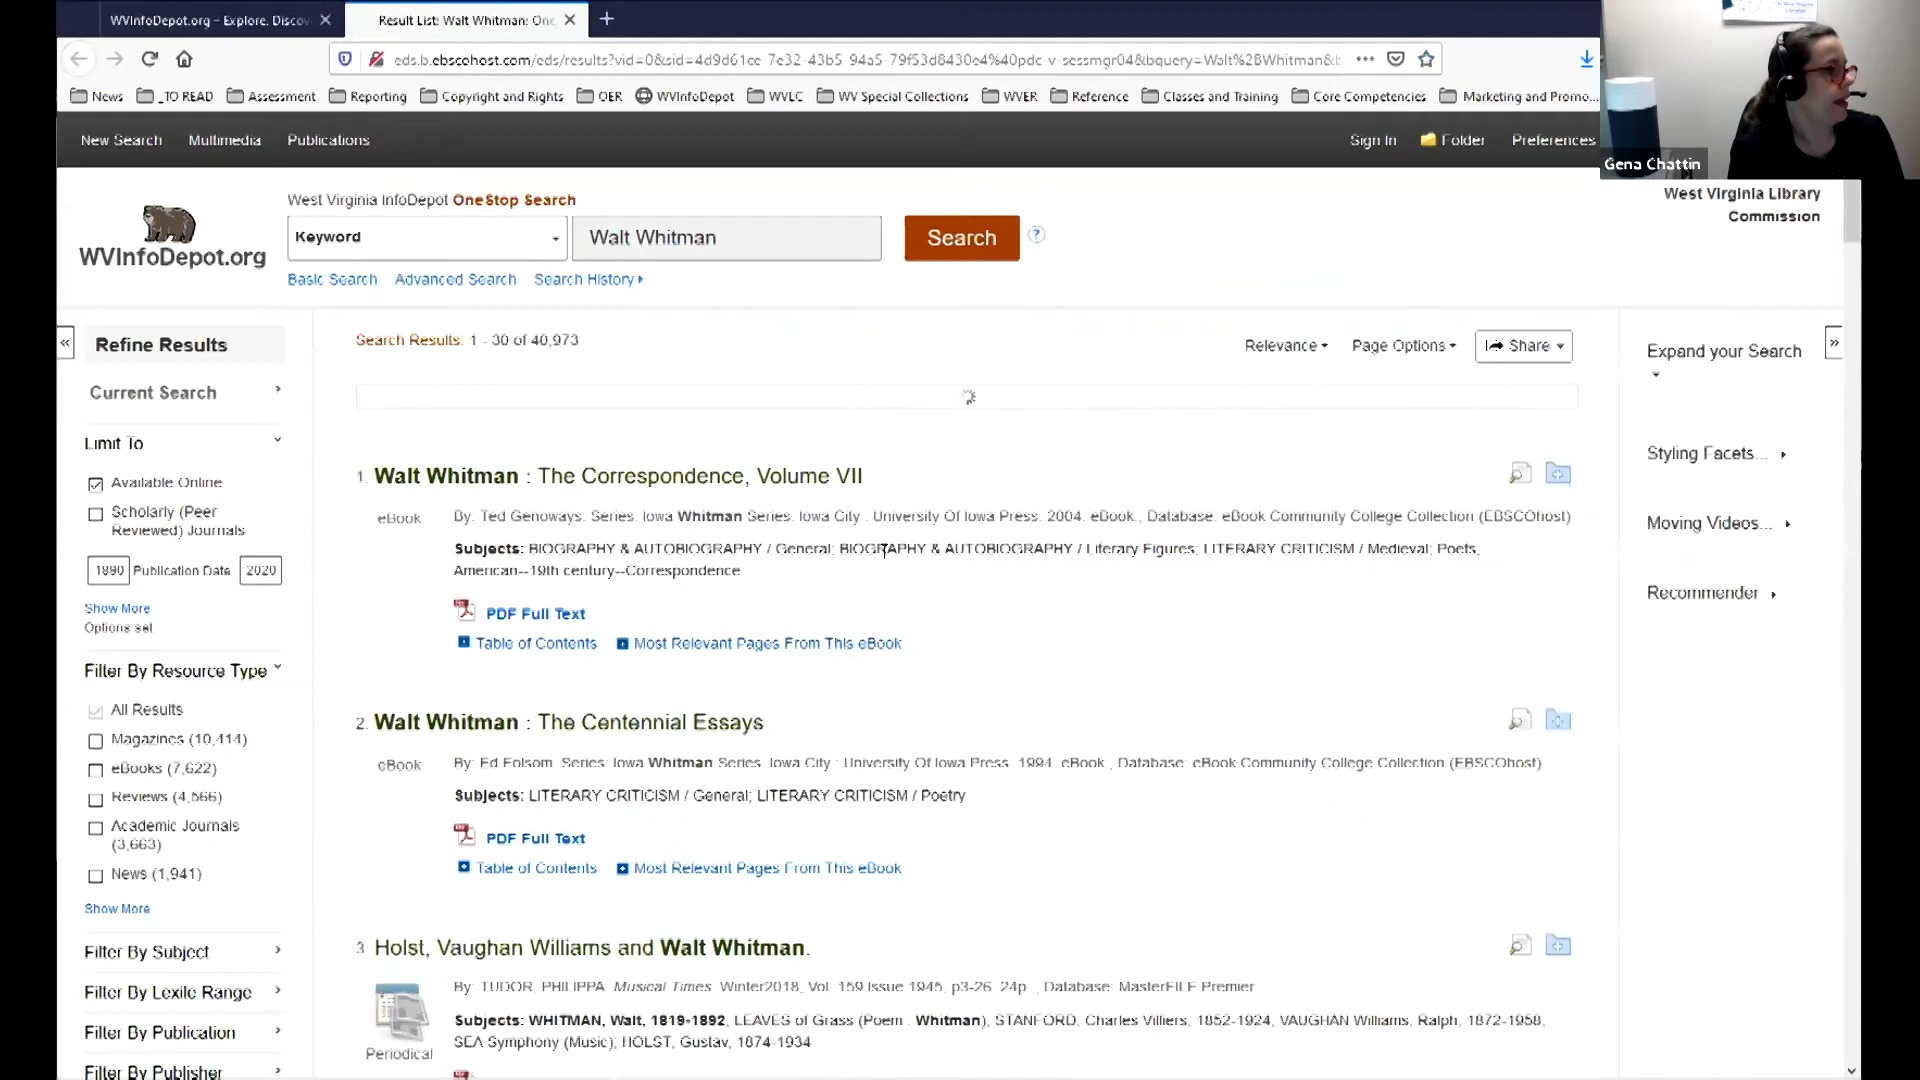 WVInfoDepot.org – Explore. Discov
Result List: Walt Whitman: One
eds.b.ebscohost.com/eds/results?vid=0&sid=4d9d61ce-7e32-43b5-94a5-79f53d8430e4%40pdc-v-sessmgr04&bquery=Walt%2BWhitman&b
News _TO READ Assessment Reporting Copyright and Rights OER WVInfoDepot WVLC WV Special Collections WVER Reference Classes and Training Core Competencies Marketing and Promo...
Gena Chattin
New Search Multimedia Publications Sign In Folder Preferences
West Virginia Library
Commission
West Virginia InfoDepot OneStop Search
WVInfoDepot.org
Keyword Walt Whitman Search ?
Basic Search Advanced Search Search History
Refine Results
Current Search
Limit To
Available Online
Scholarly (Peer
Reviewed) Journals
1890 Publication Date 2020
Show More
Options set
Filter By Resource Type
All Results
Magazines (10,414)
eBooks (7,622)
Reviews (4,566)
Academic Journals
(3,663)
News (1,941)
Show More
Filter By Subject
Filter By Lexile Range
Filter By Publication
Filter By Publisher
Search Results: 1 - 30 of 40,973
Relevance Page Options Share
1. Walt Whitman : The Correspondence, Volume VII
eBook
By: Ted Genoways. Series: Iowa Whitman Series. Iowa City : University Of Iowa Press. 2004. eBook., Database: eBook Community College Collection (EBSCOhost)
Subjects: BIOGRAPHY & AUTOBIOGRAPHY / General; BIOGRAPHY & AUTOBIOGRAPHY / Literary Figures; LITERARY CRITICISM / Medieval; Poets,
American--19th century--Correspondence
PDF Full Text
Table of Contents Most Relevant Pages From This eBook
2. Walt Whitman : The Centennial Essays
eBook
By: Ed Folsom. Series: Iowa Whitman Series. Iowa City : University Of Iowa Press. 1994. eBook., Database: eBook Community College Collection (EBSCOhost)
Subjects: LITERARY CRITICISM / General; LITERARY CRITICISM / Poetry
PDF Full Text
Table of Contents Most Relevant Pages From This eBook
3. Holst, Vaughan Williams and Walt Whitman.
Periodical
By: TUDOR, PHILIPPA. Musical Times. Winter2018, Vol. 159 Issue 1945, p3-26. 24p. , Database: MasterFILE Premier
Subjects: WHITMAN, Walt, 1819-1892; LEAVES of Grass (Poem : Whitman); STANFORD, Charles Villiers, 1852-1924; VAUGHAN Williams, Ralph, 1872-1958;
SEA Symphony (Music); HOLST, Gustav, 1874-1934
Expand your Search
Styling Facets...
Moving Videos...
Recommender